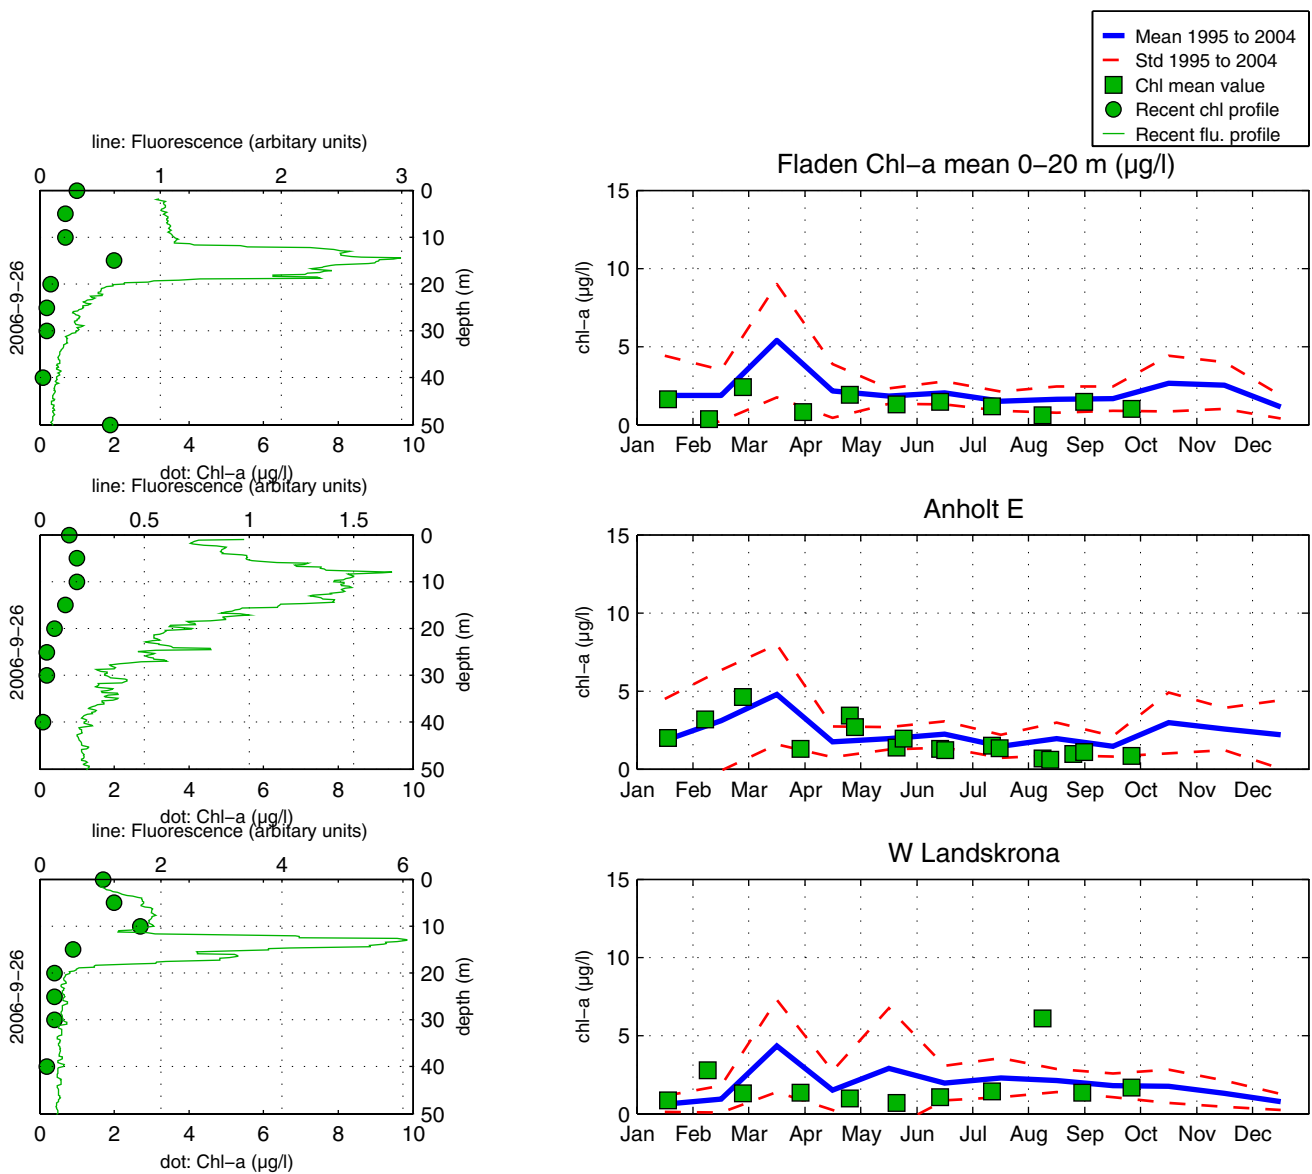 Mean 1995 to 2004
Std 1995 to 2004
Chl mean value
Recent chl profile
Recent flu. profile
line: Fluorescence (arbitary units)
0 1 2 3
0
10
20
30
40
50
depth (m)
2006−9−26
0 2 4 6 8 10
dot: Chl−a (µg/l)
Fladen Chl−a mean 0−20 m (µg/l)
15
10
5
0
chl−a (µg/l)
Jan Feb Mar Apr May Jun Jul Aug Sep Oct Nov Dec
line: Fluorescence (arbitary units)
0 0.5 1 1.5
0
10
20
30
40
50
depth (m)
2006−9−26
0 2 4 6 8 10
dot: Chl−a (µg/l)
Anholt E
15
10
5
0
chl−a (µg/l)
Jan Feb Mar Apr May Jun Jul Aug Sep Oct Nov Dec
line: Fluorescence (arbitary units)
0 2 4 6
0
10
20
30
40
50
depth (m)
2006−9−26
0 2 4 6 8 10
dot: Chl−a (µg/l)
W Landskrona
15
10
5
0
chl−a (µg/l)
Jan Feb Mar Apr May Jun Jul Aug Sep Oct Nov Dec